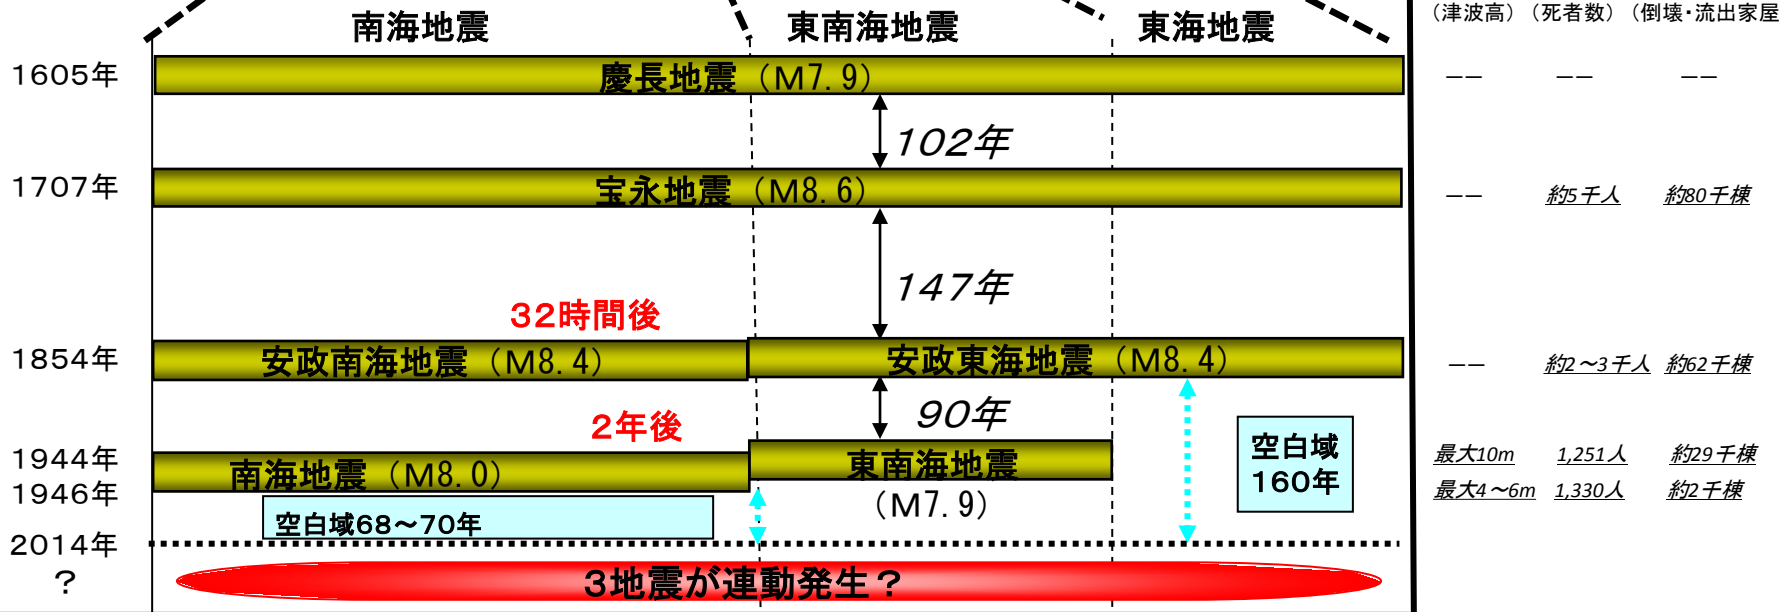 南海地震 東南海地震 東海地震 （津波高）（死者数）（倒壊・流出家屋
1605年 慶長地震（M7.9） −− −− −−
102年
1707年 宝永地震（M8.6） −− 約5千人 約80千棟
147年
32時間後
1854年 安政南海地震（M8.4） 安政東海地震（M8.4） −− 約2～3千人 約62千棟
90年
2年後
1944年 東南海地震 最大10m 1,251人 約29千棟
（M7.9）
1946年 南海地震（M8.0） 最大4～6m 1,330人 約2千棟
空白域
160年
空白域68～70年
2014年
? 3地震が連動発生？